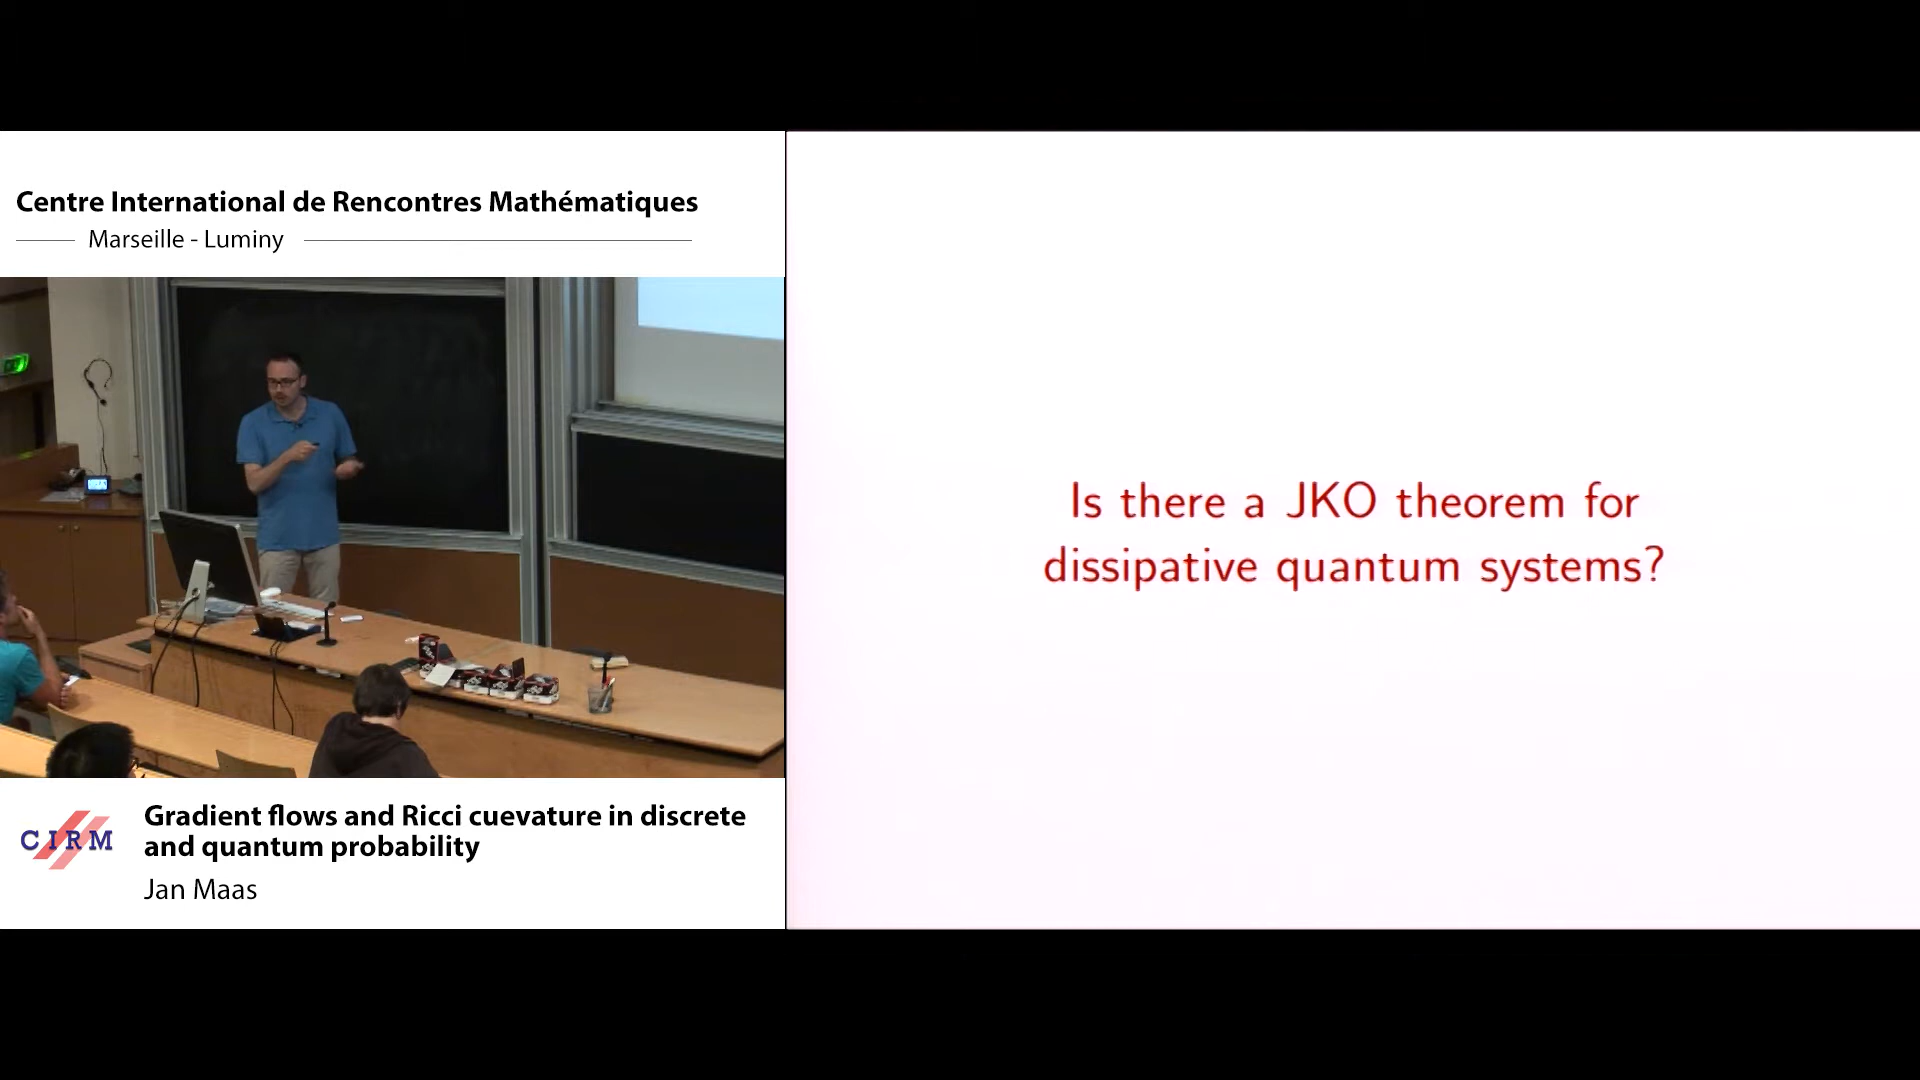 Centre International de Rencontres Mathématiques
Marseille - Luminy
Is there a JKO theorem for
dissipative quantum systems?
CIRM
Gradient flows and Ricci cuevature in discrete
and quantum probability
Jan Maas